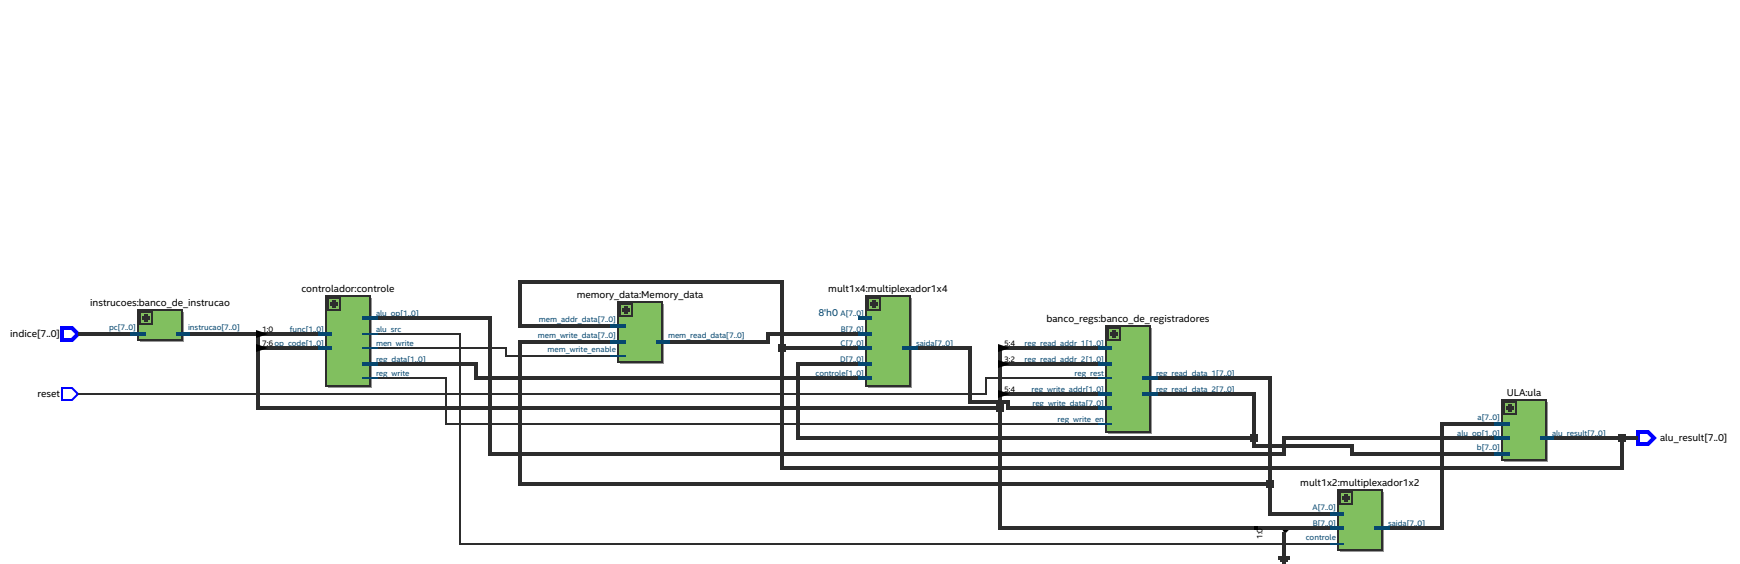 indice[7..0]
reset
instrucoes:banco_de_instrucao
pc[7..0]
instrucao[7..0]
1:0
7:6
controlador:controle
func[1..0]
op_code[1..0]
alu_op[1..0]
alu_src
men_write
reg_data[1..0]
reg_write
memory_data:Memory_data
mem_addr_data[7..0]
mem_write_data[7..0]
mem_write_enable
mem_read_data[7..0]
mult1x4:multiplexador1x4
8'h0 A[7..0]
B[7..0]
C[7..0]
D[7..0]
controle[1..0]
saida[7..0]
banco_regs:banco_de_registradores
5:4 reg_read_addr_1[1..0]
3:2 reg_read_addr_2[1..0]
reg_rest
5:4 reg_write_addr[1..0]
reg_write_data[7..0]
reg_write_en
reg_read_data_1[7..0]
reg_read_data_2[7..0]
mult1x2:multiplexador1x2
A[7..0]
B[7..0]
controle
saida[7..0]
ULA:ula
a[7..0]
alu_op[1..0]
b[7..0]
alu_result[7..0]
alu_result[7..0]